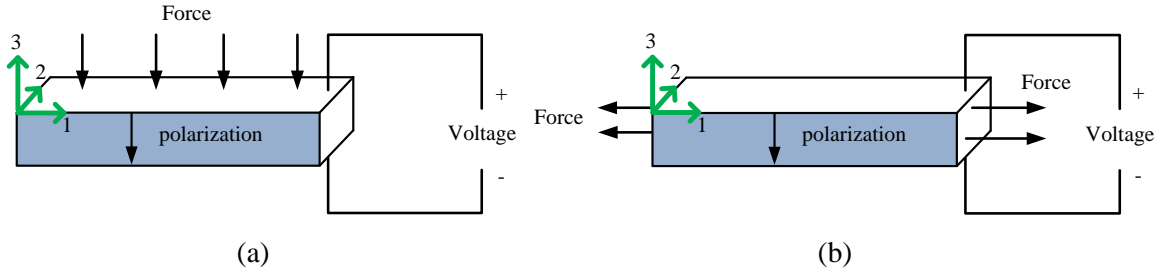 Force
3
2
1
polarization
+
Voltage
-
(a)
3
2
1
Force
Force
polarization
+
Voltage
-
(b)